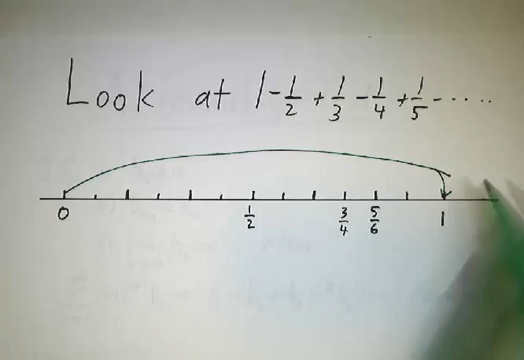 Look at 1 - 1/2 + 1/3 - 1/4 + 1/5 - .....
0 1/2 3/4 5/6 1